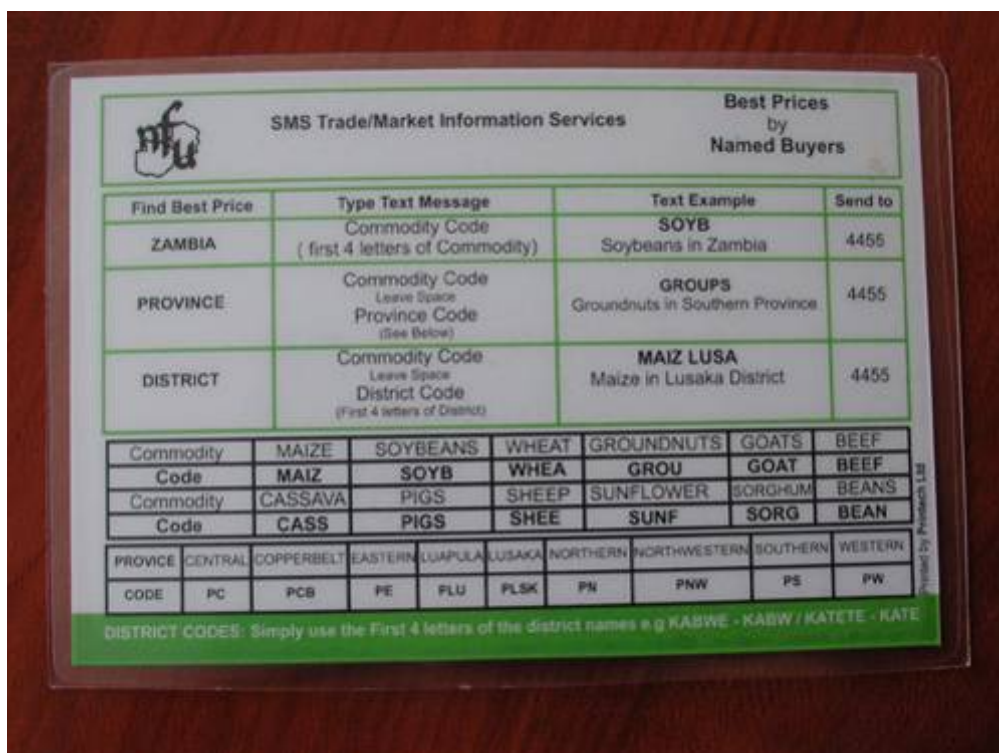 nfu
SMS Trade/Market Information Services
Best Prices
by
Named Buyers
Find Best Price Type Text Message Text Example Send to
ZAMBIA
Commodity Code
( first 4 letters of Commodity)
SOYB
Soybeans in Zambia
4455
PROVINCE
Commodity Code
Leave Space
Province Code
(See Below)
GROUPS
Groundnuts in Southern Province
4455
DISTRICT
Commodity Code
Leave Space
District Code
(First 4 letters of District)
MAIZ LUSA
Maize in Lusaka District
4455
Commodity MAIZE SOYBEANS WHEAT GROUNDNUTS GOATS BEEF
Code MAIZ SOYB WHEA GROU GOAT BEEF
Commodity CASSAVA PIGS SHEEP SUNFLOWER SORGHUM BEANS
Code CASS PIGS SHEE SUNF SORG BEAN
PROVICE CENTRAL COPPERBELT EASTERN LUAPULA LUSAKA NORTHERN NORTHWESTERN SOUTHERN WESTERN
CODE PC PCB PE PLU PLSK PN PNW PS PW
Printed by Printech Ltd
DISTRICT CODES: Simply use the First 4 letters of the district names e.g KABWE - KABW / KATETE - KATE